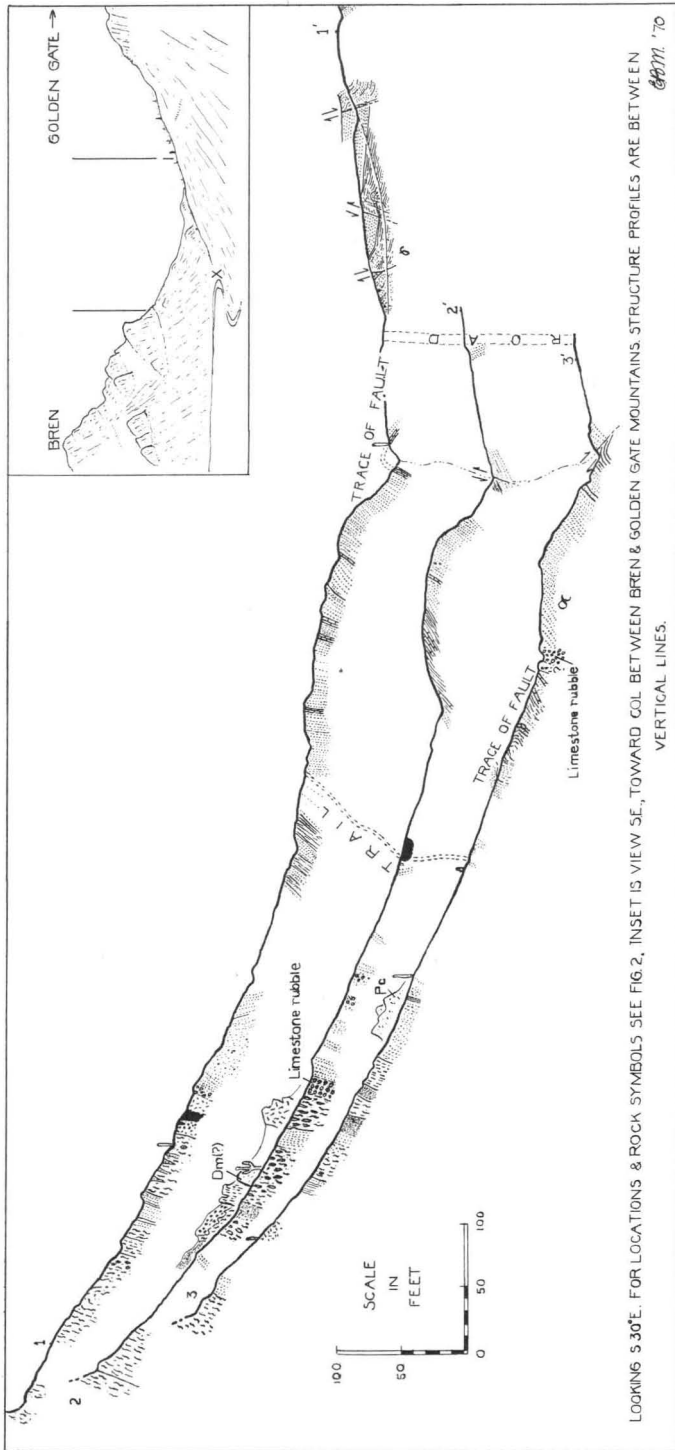 BREN
GOLDEN GATE →
X
1
2
3
1'
2'
3'
TRACE OF FAULT
ROAD
γ
TRAIL
TRACE OF FAULT
α
Limestone rubble
Limestone rubble
Dm(?)
Pc
X
SCALE
IN
FEET
100
50
0
50
100
LOOKING S 30°E. FOR LOCATIONS & ROCK SYMBOLS SEE FIG. 2, INSET IS VIEW S.E., TOWARD COL BETWEEN BREN & GOLDEN GATE MOUNTAINS. STRUCTURE PROFILES ARE BETWEEN
VERTICAL LINES.
'70